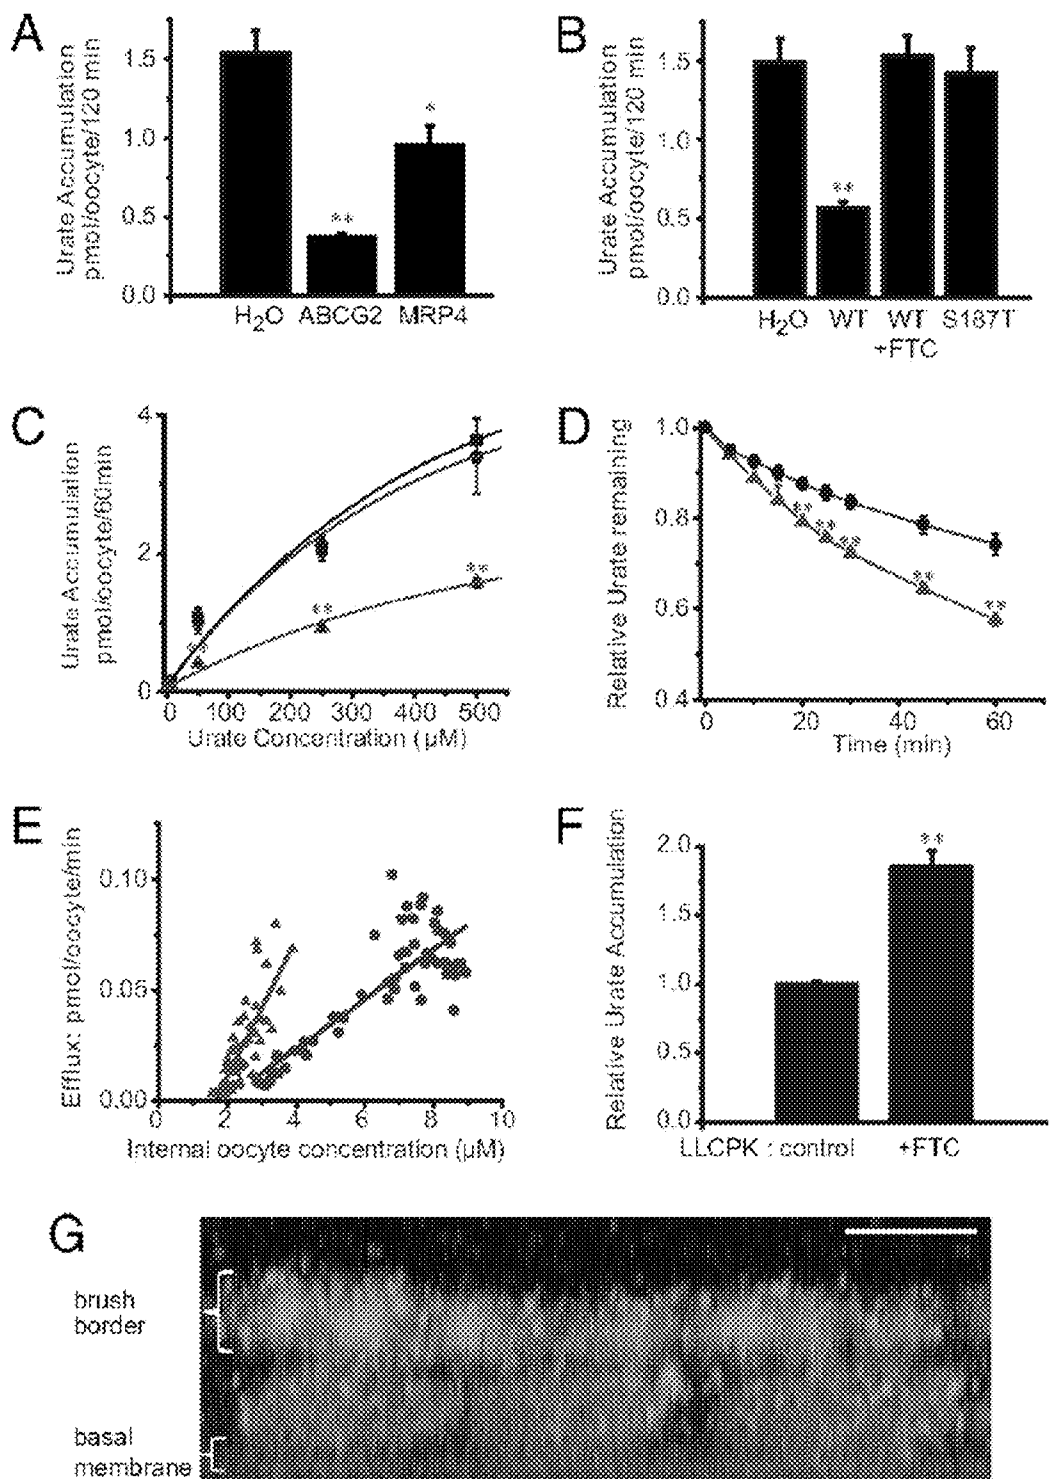 A
Urate Accumulation
pmol/oocyte/120 min
1.5
1.0
0.5
0.0
**
*
H2O ABCG2 MRP4
B
Urate Accumulation
pmol/oocyte/120 min
1.5
1.0
0.5
0.0
**
H2O WT WT S187T
+FTC
C
Urate Accumulation
pmol/oocyte/60min
4
2
0
**
**
**
0 100 200 300 400 500
Urate Concentration (µM)
D
Relative Urate remaining
1.0
0.8
0.6
0.4
*
**
**
**
**
**
0 20 40 60
Time (min)
E
Efflux: pmol/oocyte/min
0.10
0.05
0.00
0 2 4 6 8 10
Internal oocyte concentration (µM)
F
Relative Urate Accumulation
2.0
1.5
1.0
0.5
0.0
**
LLCPK : control +FTC
G
brush
border
basal
membrane